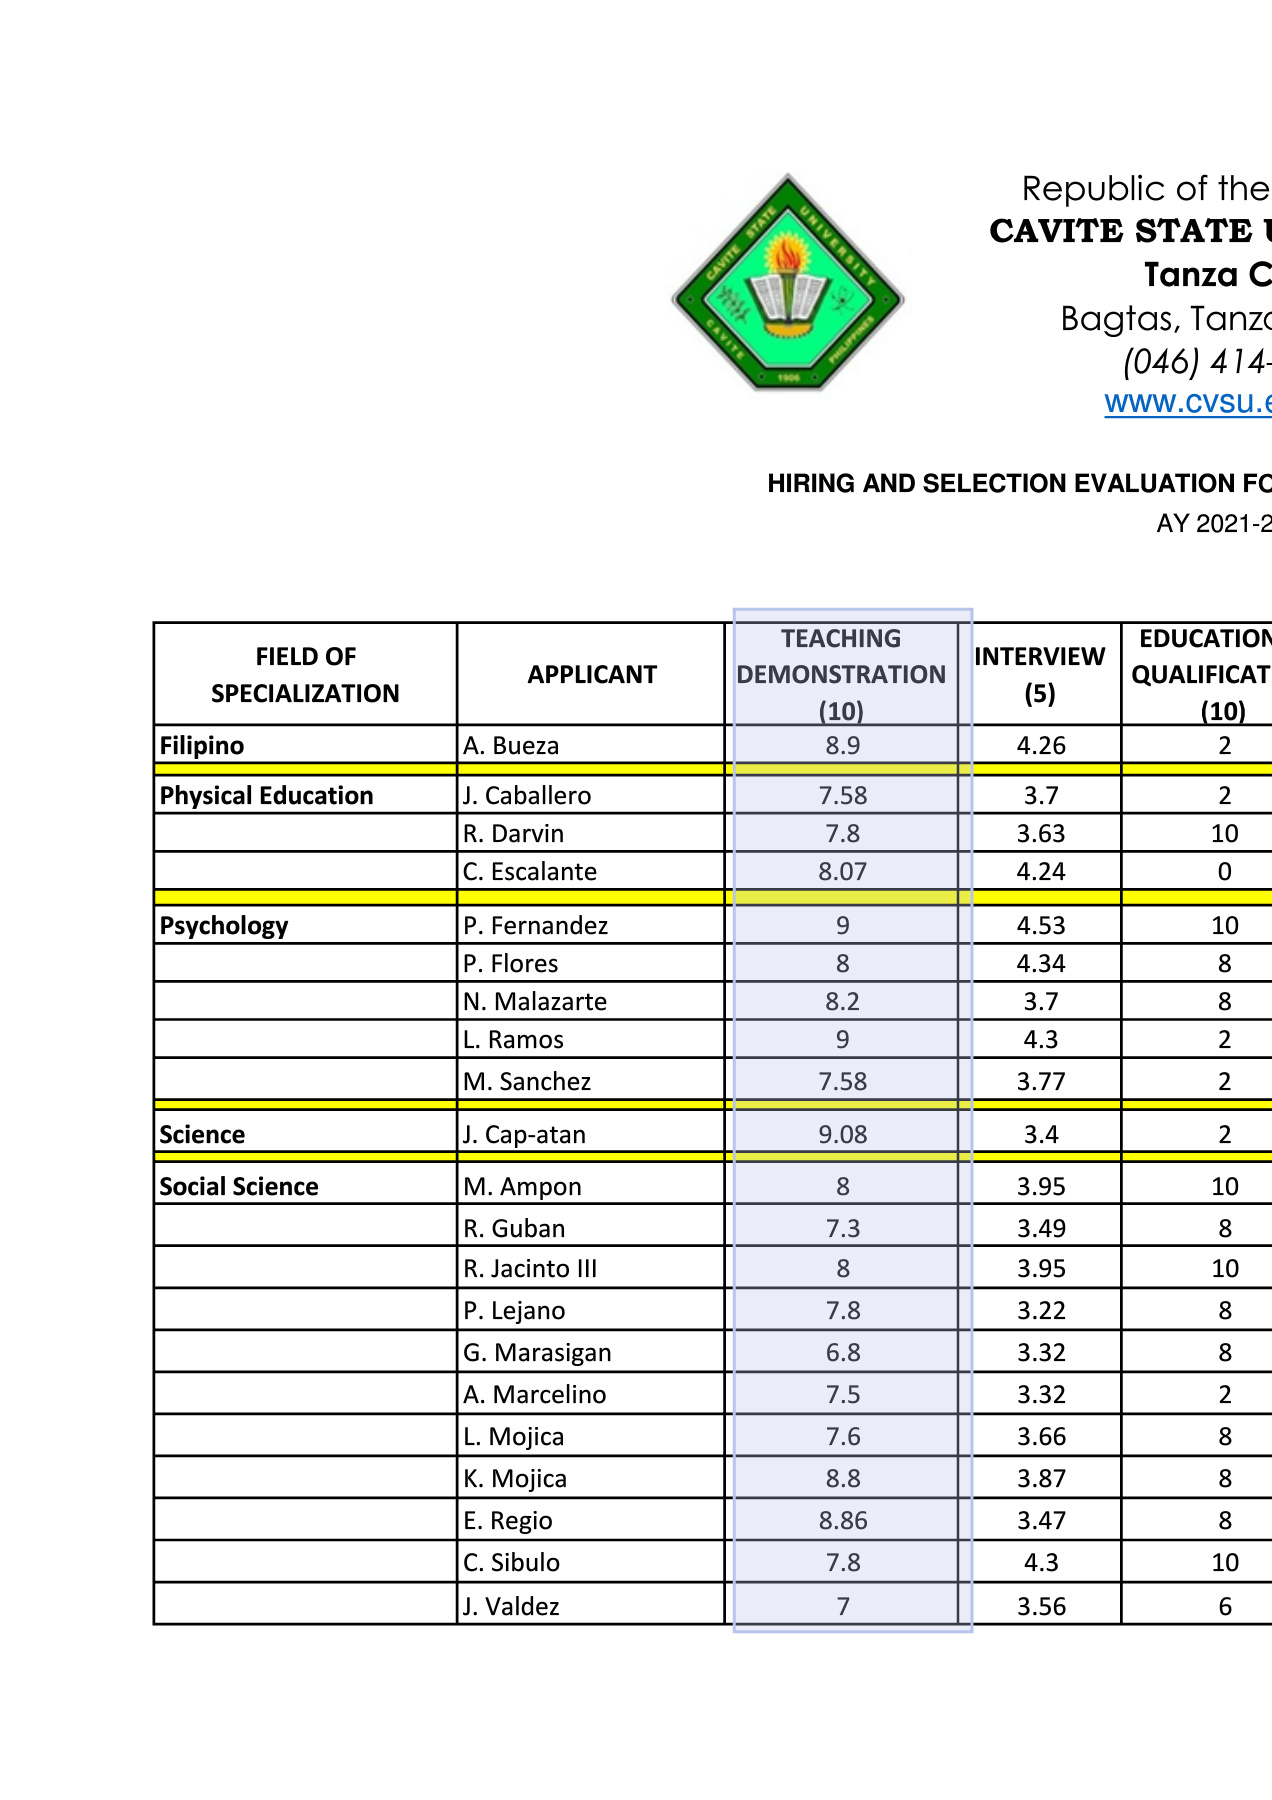 CAVITE STATE UNIVERSITY
CAVITE PHILIPPINES
1906
Republic of the
CAVITE STATE U
Tanza C
Bagtas, Tanza
(046) 414-
www.cvsu.e
HIRING AND SELECTION EVALUATION FO
AY 2021-2
FIELD OF SPECIALIZATION APPLICANT TEACHING DEMONSTRATION (10) INTERVIEW (5) EDUCATION QUALIFICAT (10)
Filipino A. Bueza 8.9 4.26 2
Physical Education J. Caballero 7.58 3.7 2
R. Darvin 7.8 3.63 10
C. Escalante 8.07 4.24 0
Psychology P. Fernandez 9 4.53 10
P. Flores 8 4.34 8
N. Malazarte 8.2 3.7 8
L. Ramos 9 4.3 2
M. Sanchez 7.58 3.77 2
Science J. Cap-atan 9.08 3.4 2
Social Science M. Ampon 8 3.95 10
R. Guban 7.3 3.49 8
R. Jacinto III 8 3.95 10
P. Lejano 7.8 3.22 8
G. Marasigan 6.8 3.32 8
A. Marcelino 7.5 3.32 2
L. Mojica 7.6 3.66 8
K. Mojica 8.8 3.87 8
E. Regio 8.86 3.47 8
C. Sibulo 7.8 4.3 10
J. Valdez 7 3.56 6